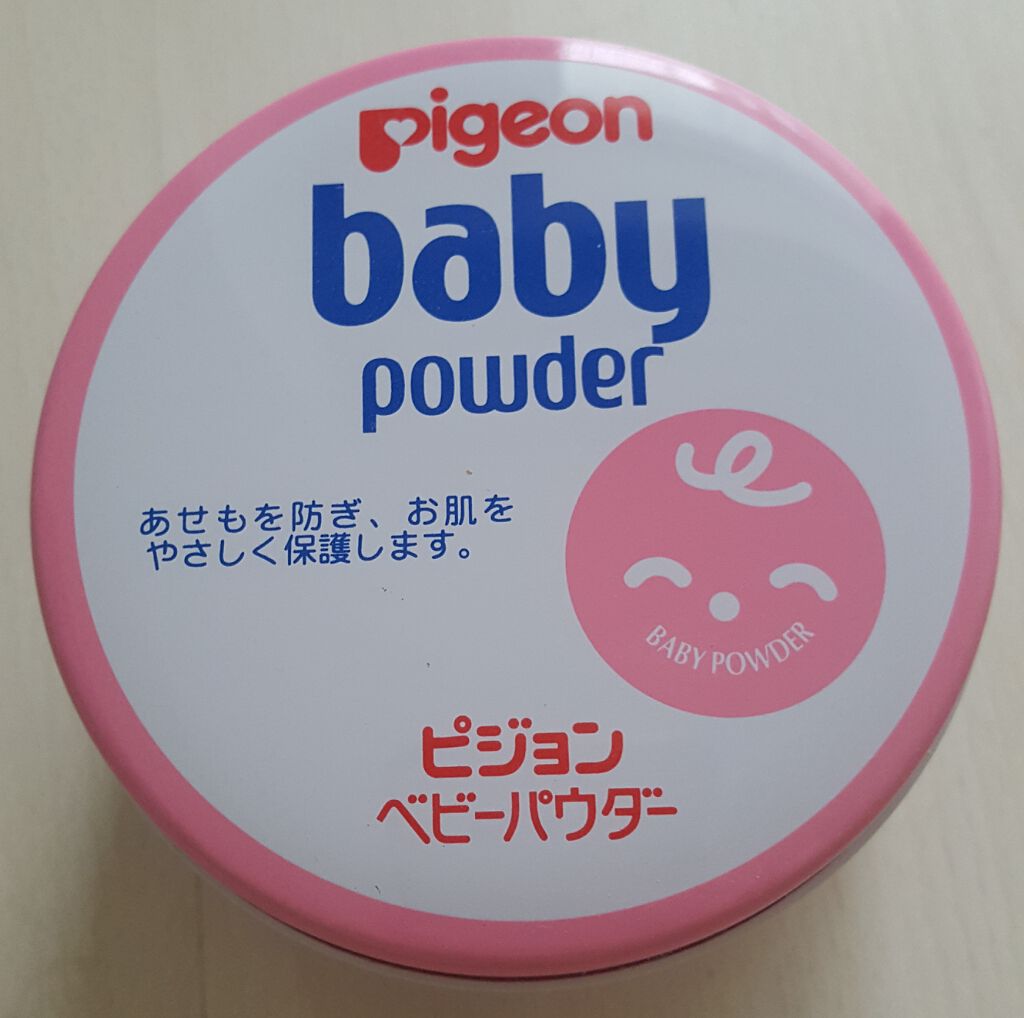 pigeon
baby
powder
あせもを防ぎ、お肌を
やさしく保護します。
BABY POWDER
ピジョン
ベビーパウダー